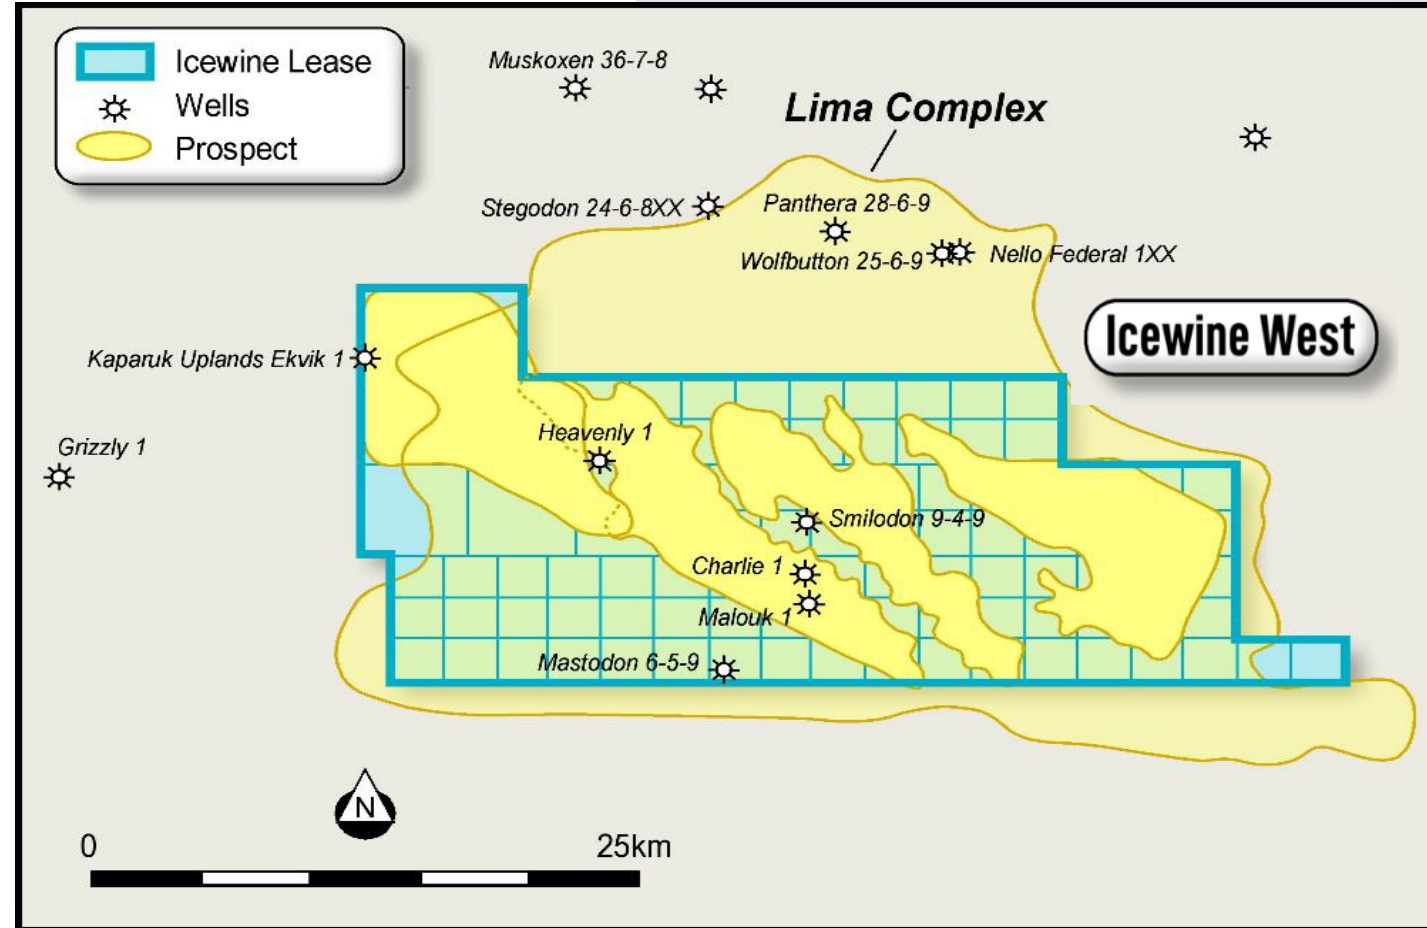 Icewine Lease
Wells
Prospect
Muskoxen 36-7-8
Lima Complex
Stegodon 24-6-8XX
Panthera 28-6-9
Wolfbutton 25-6-9
Nello Federal 1XX
Icewine West
Kaparuk Uplands Ekvik 1
Grizzly 1
Heavenly 1
Smilodon 9-4-9
Charlie 1
Malouk 1
Mastodon 6-5-9
N
0
25km